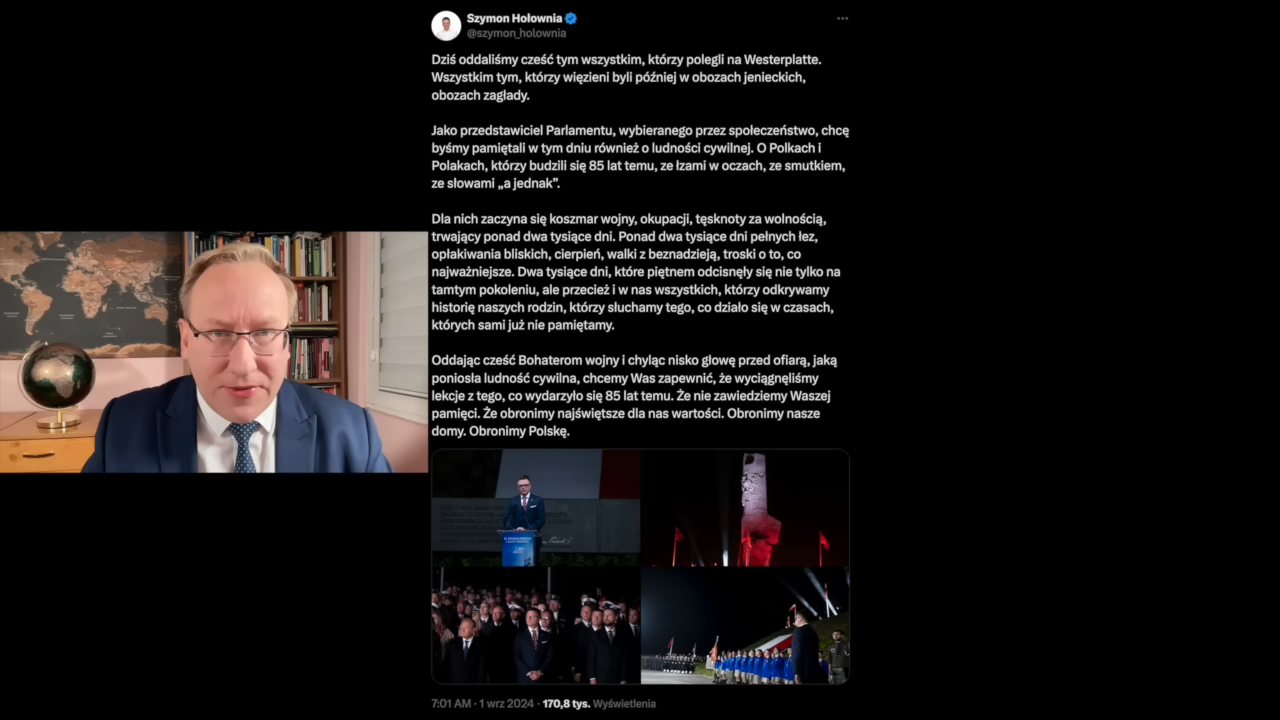 Szymon Hołownia
@szymon_holownia
Dziś oddaliśmy cześć tym wszystkim, którzy polegli na Westerplatte.
Wszystkim tym, którzy więzieni byli później w obozach jenieckich,
obozach zagłady.
Jako przedstawiciel Parlamentu, wybieranego przez społeczeństwo, chcę
byśmy pamiętali w tym dniu również o ludności cywilnej. O Polkach i
Polakach, którzy budzili się 85 lat temu, ze łzami w oczach, ze smutkiem,
ze słowami „a jednak”.
Dla nich zaczyna się koszmar wojny, okupacji, tęsknoty za wolnością,
trwający ponad dwa tysiące dni. Ponad dwa tysiące dni pełnych łez,
opłakiwania bliskich, cierpień, walki z beznadzieją, troski o to, co
najważniejsze. Dwa tysiące dni, które piętnem odcisnęły się nie tylko na
tamtym pokoleniu, ale przecież i w nas wszystkich, którzy odkrywamy
historię naszych rodzin, którzy słuchamy tego, co działo się w czasach,
których sami już nie pamiętamy.
Oddając cześć Bohaterom wojny i chyląc nisko głowę przed ofiarą, jaką
poniosła ludność cywilna, chcemy Was zapewnić, że wyciągnęliśmy
lekcje z tego, co wydarzyło się 85 lat temu. Że nie zawiedziemy Waszej
pamięci. Że obronimy najświętsze dla nas wartości. Obronimy nasze
domy. Obronimy Polskę.
7:01 AM · 1 wrz 2024 · 170,8 tys. Wyświetlenia